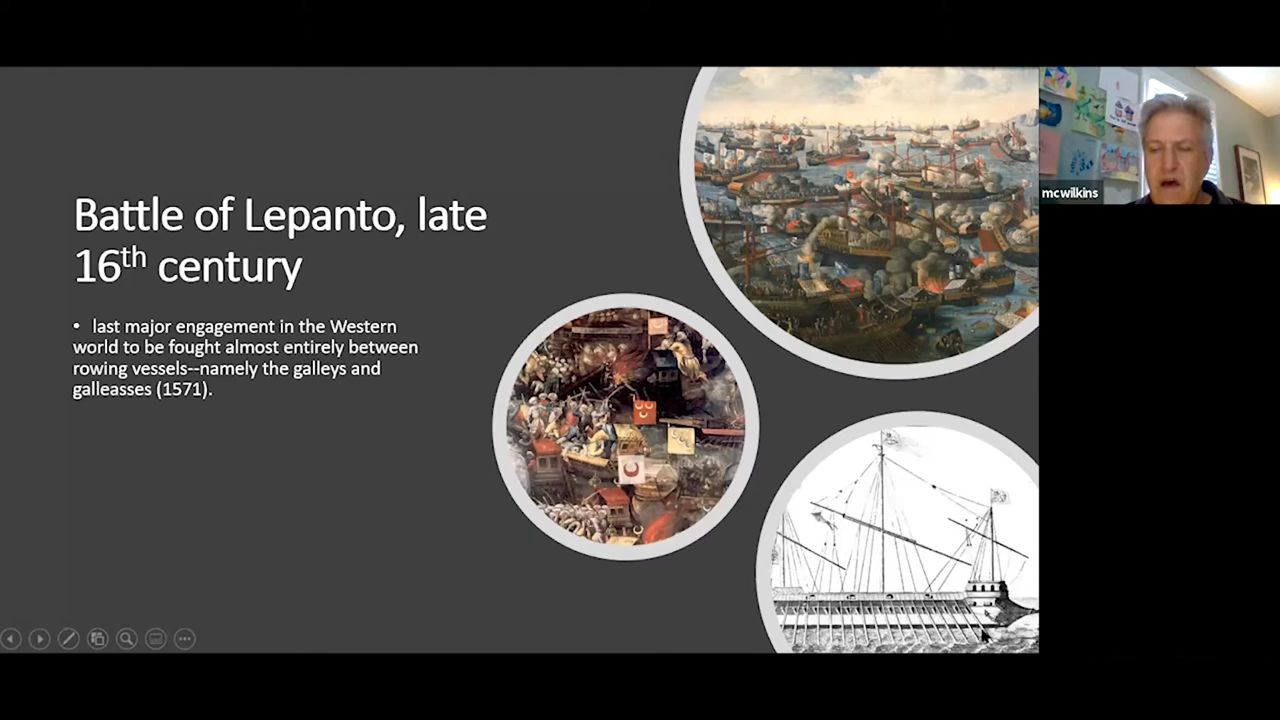 Battle of Lepanto, late
16th century
• last major engagement in the Western
world to be fought almost entirely between
rowing vessels--namely the galleys and
galleasses (1571).
mcwilkins